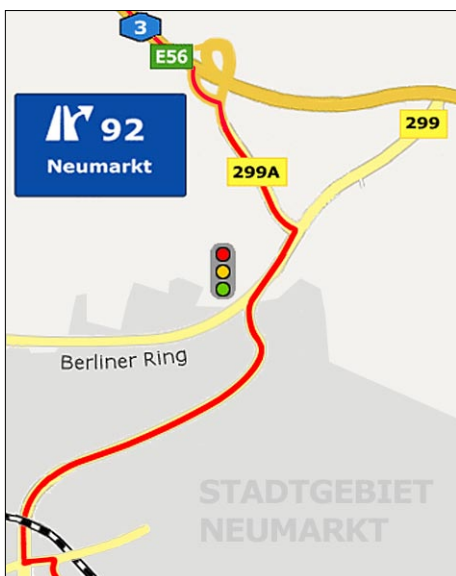 3
E56
92
Neumarkt
299
299A
Berliner Ring
STADTGEBIET
NEUMARKT